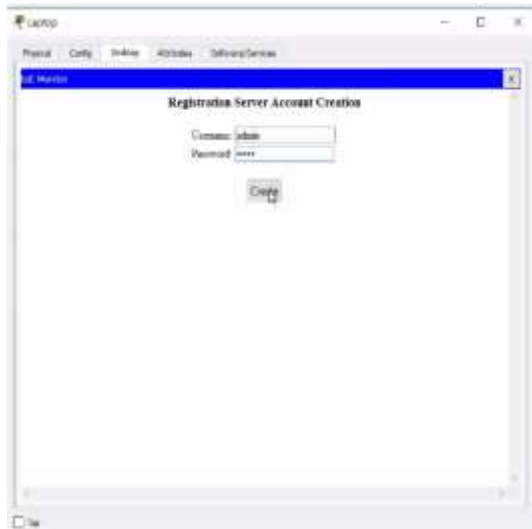 Laptop
Physical Config Desktop Attributes Software/Services
IoE Monitor X
Registration Server Account Creation
Username: admin
Password: ••••
Create
Top